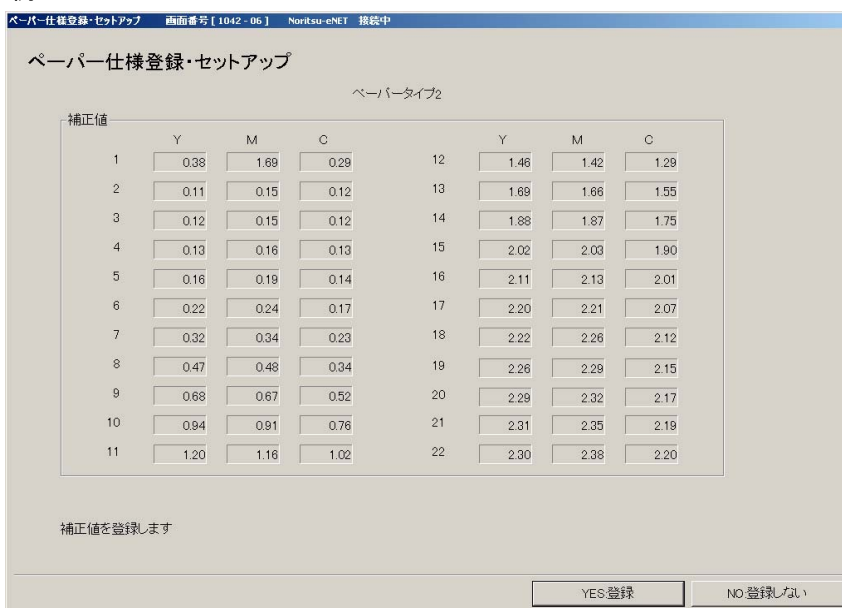 ペーパー仕様登録・セットアップ 画面番号 [ 1042 - 06 ] Noritsu-eNET 接続中
ペーパー仕様登録・セットアップ
ペーパータイプ2
補正値
Y M C Y M C
1 0.38 1.69 0.29 12 1.46 1.42 1.29
2 0.11 0.15 0.12 13 1.69 1.66 1.55
3 0.12 0.15 0.12 14 1.88 1.87 1.75
4 0.13 0.16 0.13 15 2.02 2.03 1.90
5 0.16 0.19 0.14 16 2.11 2.13 2.01
6 0.22 0.24 0.17 17 2.20 2.21 2.07
7 0.32 0.34 0.23 18 2.22 2.26 2.12
8 0.47 0.48 0.34 19 2.26 2.29 2.15
9 0.68 0.67 0.52 20 2.29 2.32 2.17
10 0.94 0.91 0.76 21 2.31 2.35 2.19
11 1.20 1.16 1.02 22 2.30 2.38 2.20
補正値を登録します
YES:登録 NO:登録しない